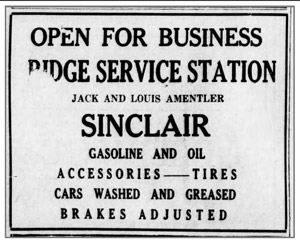 OPEN FOR BUSINESS
RIDGE SERVICE STATION
JACK AND LOUIS AMENTLER
SINCLAIR
GASOLINE AND OIL
ACCESSORIES — TIRES
CARS WASHED AND GREASED
BRAKES ADJUSTED